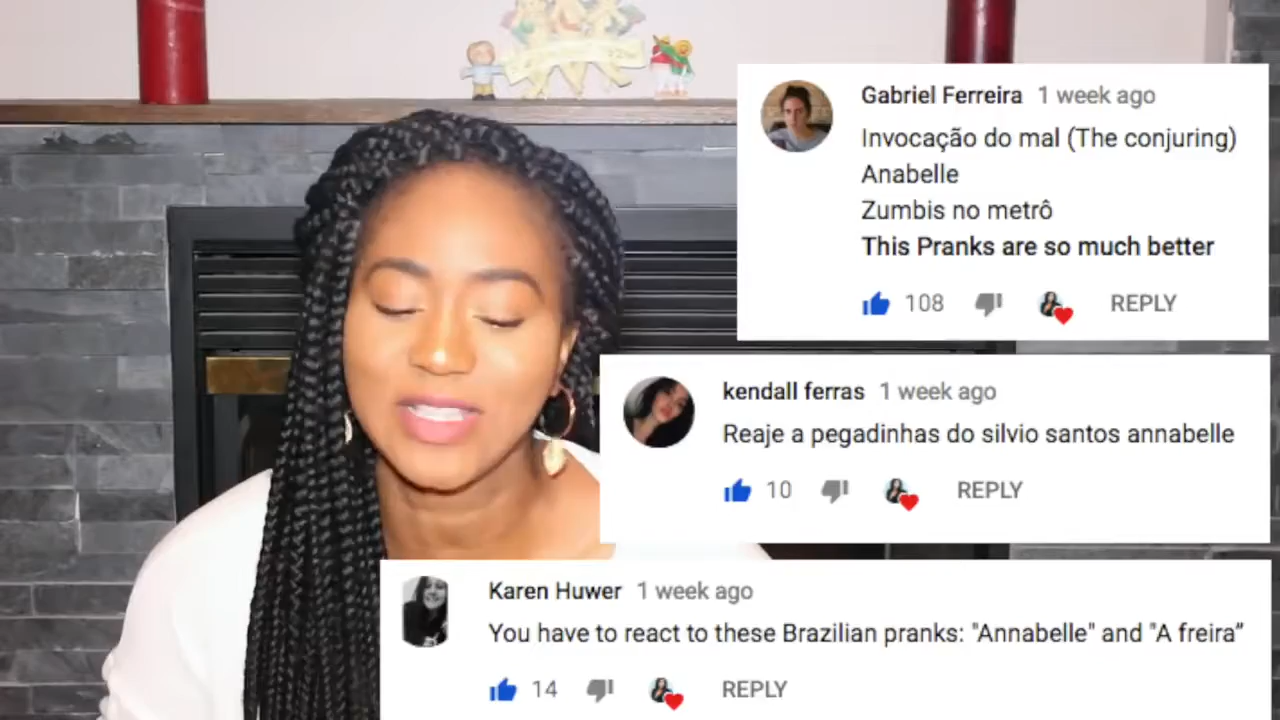 Gabriel Ferreira 1 week ago
Invocação do mal (The conjuring)
Anabelle
Zumbis no metrô
This Pranks are so much better
108 REPLY
kendall ferras 1 week ago
Reaje a pegadinhas do silvio santos annabelle
10 REPLY
Karen Huwer 1 week ago
You have to react to these Brazilian pranks: "Annabelle" and "A freira”
14 REPLY